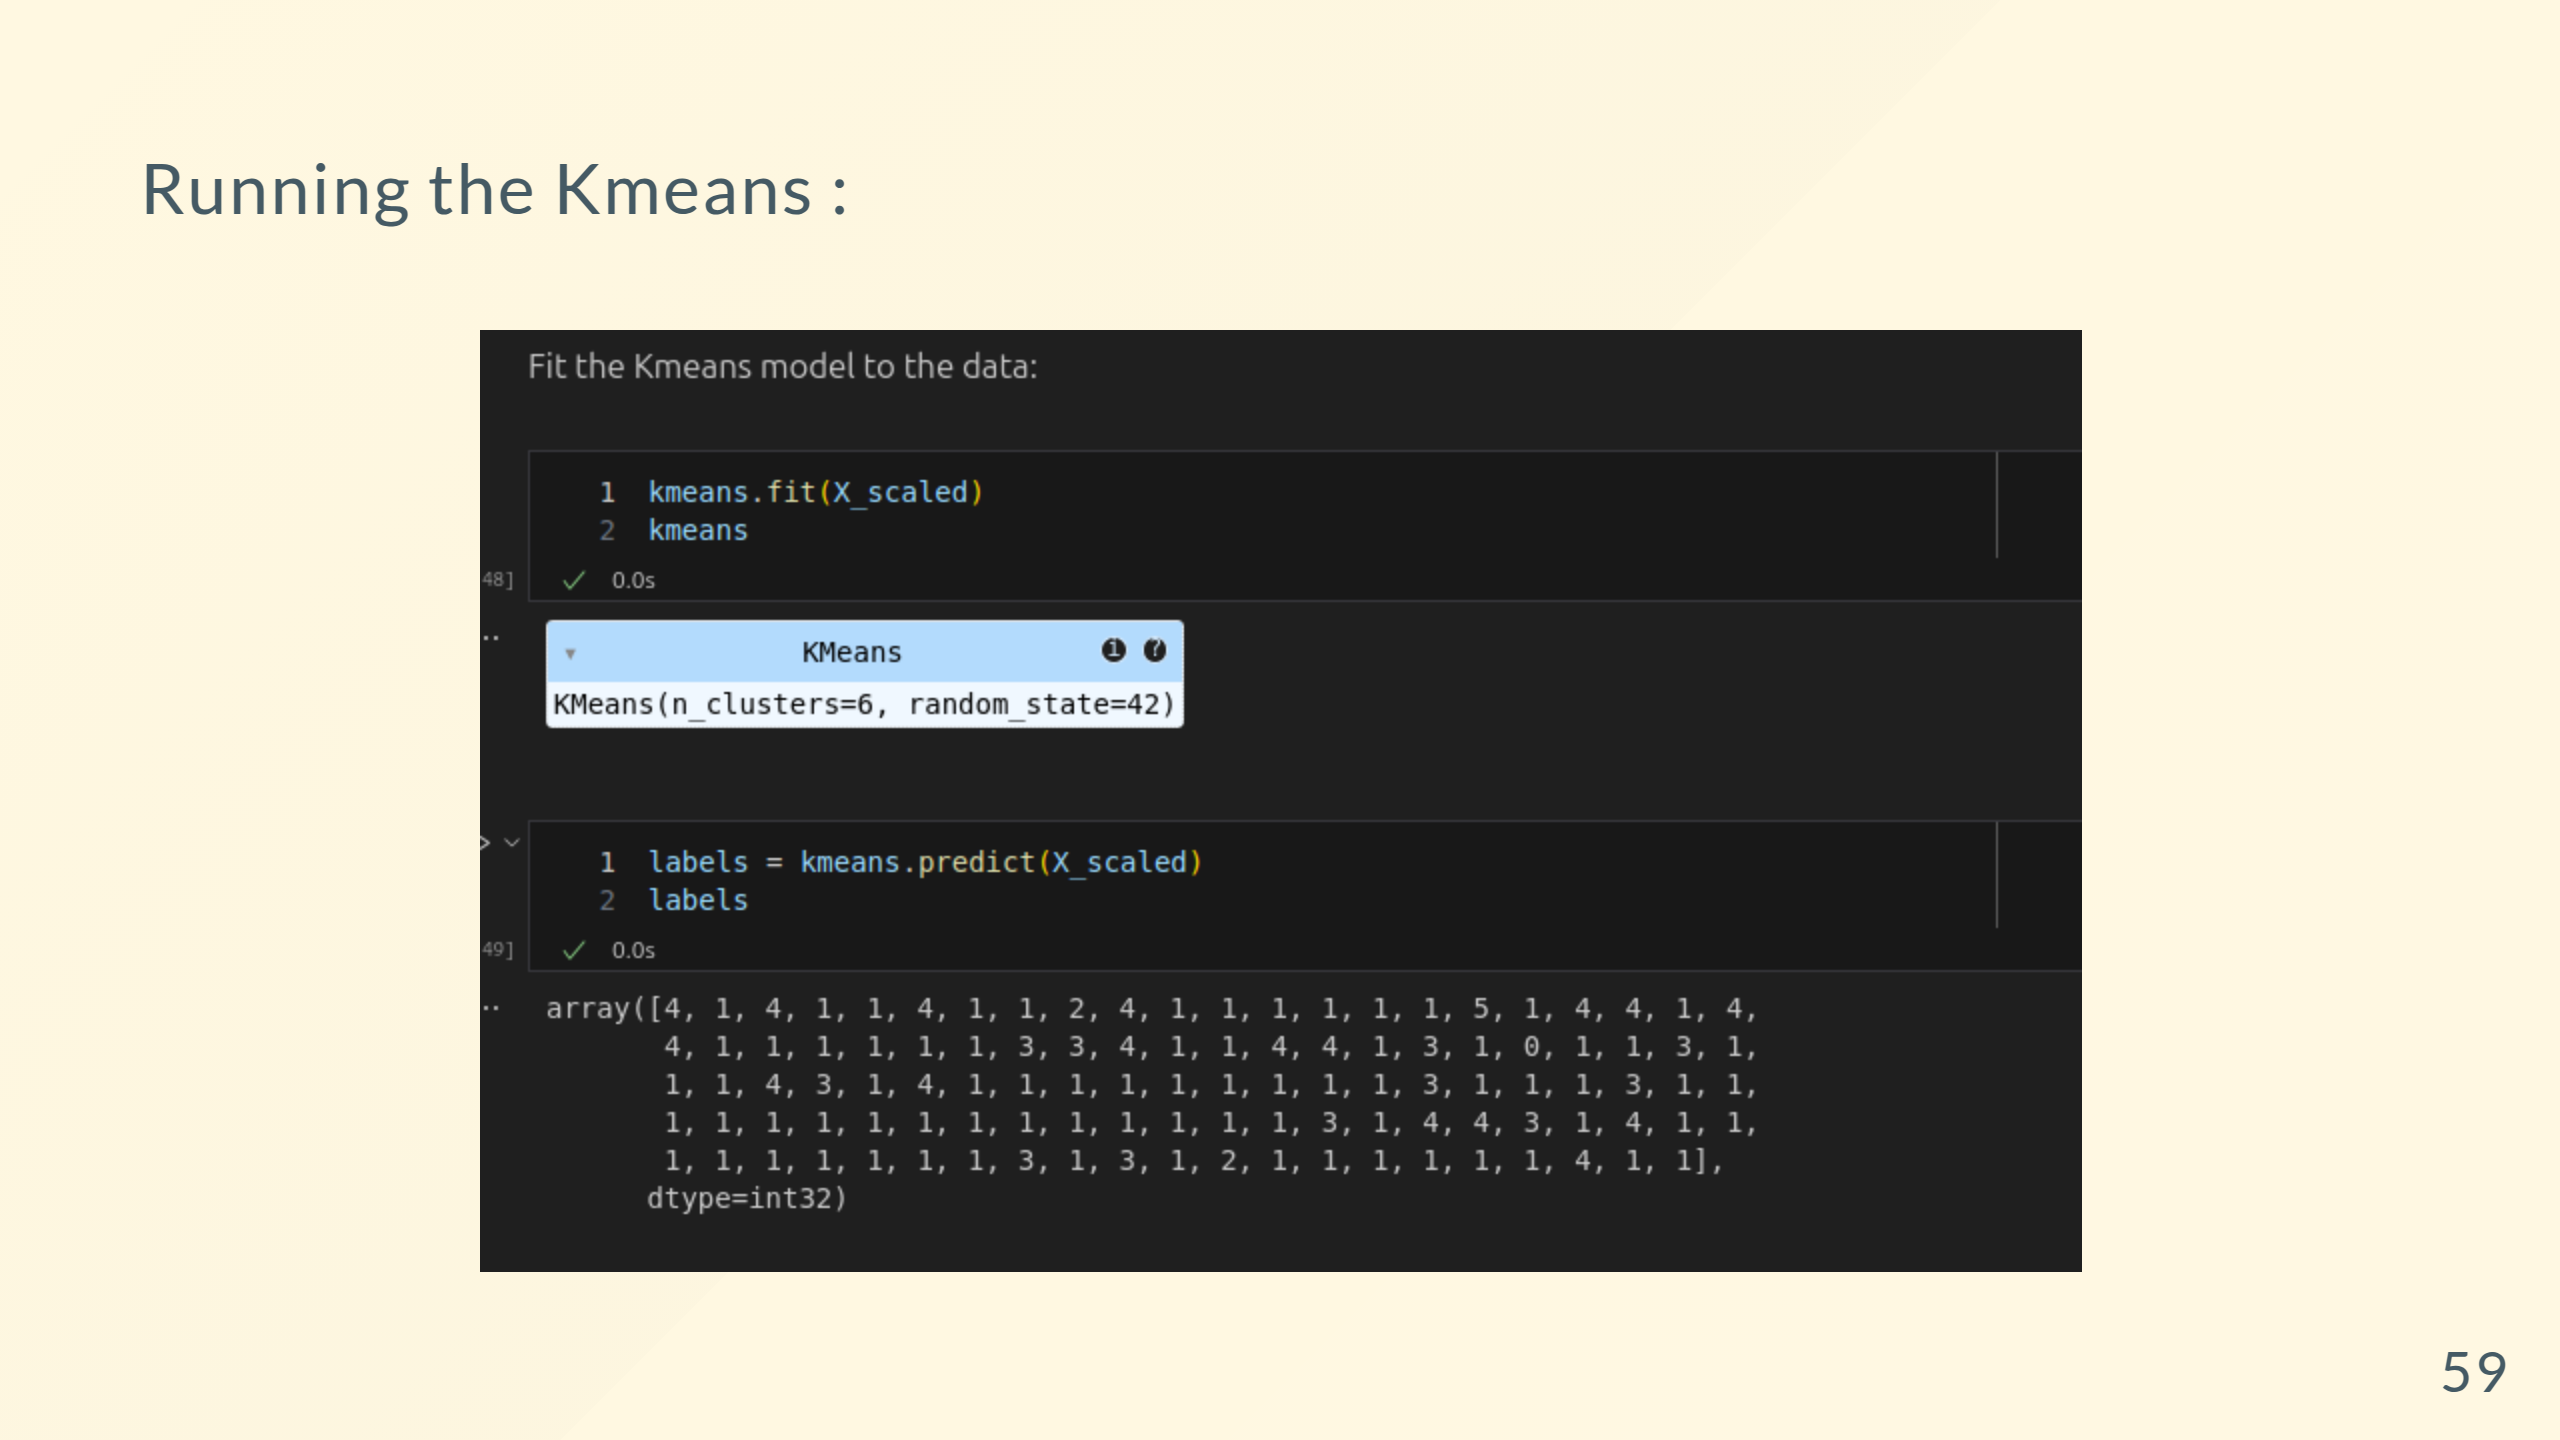 Running the Kmeans :
Fit the Kmeans model to the data:
1 kmeans.fit(X_scaled)
2 kmeans
48] ✓ 0.0s
.. ▾ KMeans i ?
KMeans(n_clusters=6, random_state=42)
1 labels = kmeans.predict(X_scaled)
2 labels
49] ✓ 0.0s
.. array([4, 1, 4, 1, 1, 4, 1, 1, 2, 4, 1, 1, 1, 1, 1, 1, 5, 1, 4, 4, 1, 4,
4, 1, 1, 1, 1, 1, 1, 3, 3, 4, 1, 1, 4, 4, 1, 3, 1, 0, 1, 1, 3, 1,
1, 1, 4, 3, 1, 4, 1, 1, 1, 1, 1, 1, 1, 1, 1, 3, 1, 1, 1, 3, 1, 1,
1, 1, 1, 1, 1, 1, 1, 1, 1, 1, 1, 1, 1, 3, 1, 4, 4, 3, 1, 4, 1, 1,
1, 1, 1, 1, 1, 1, 1, 3, 1, 3, 1, 2, 1, 1, 1, 1, 1, 1, 4, 1, 1],
dtype=int32)
59